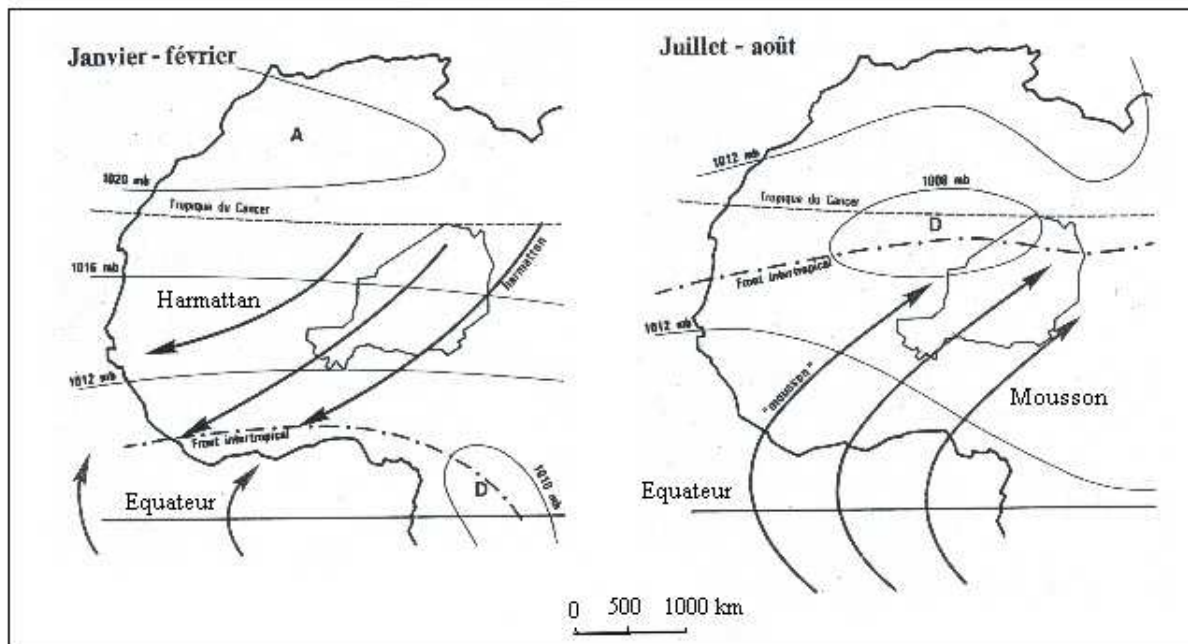 Janvier - février
A
1020 mb
Tropique du Cancer
1016 mb
Harmattan
harmattan
1012 mb
Front intertropical
1010 mb
D
Equateur
Juillet - août
1012 mb
1008 mb
Tropique du Cancer
D
Front intertropical
1012 mb
"mousson"
Mousson
Equateur
0 500 1000 km